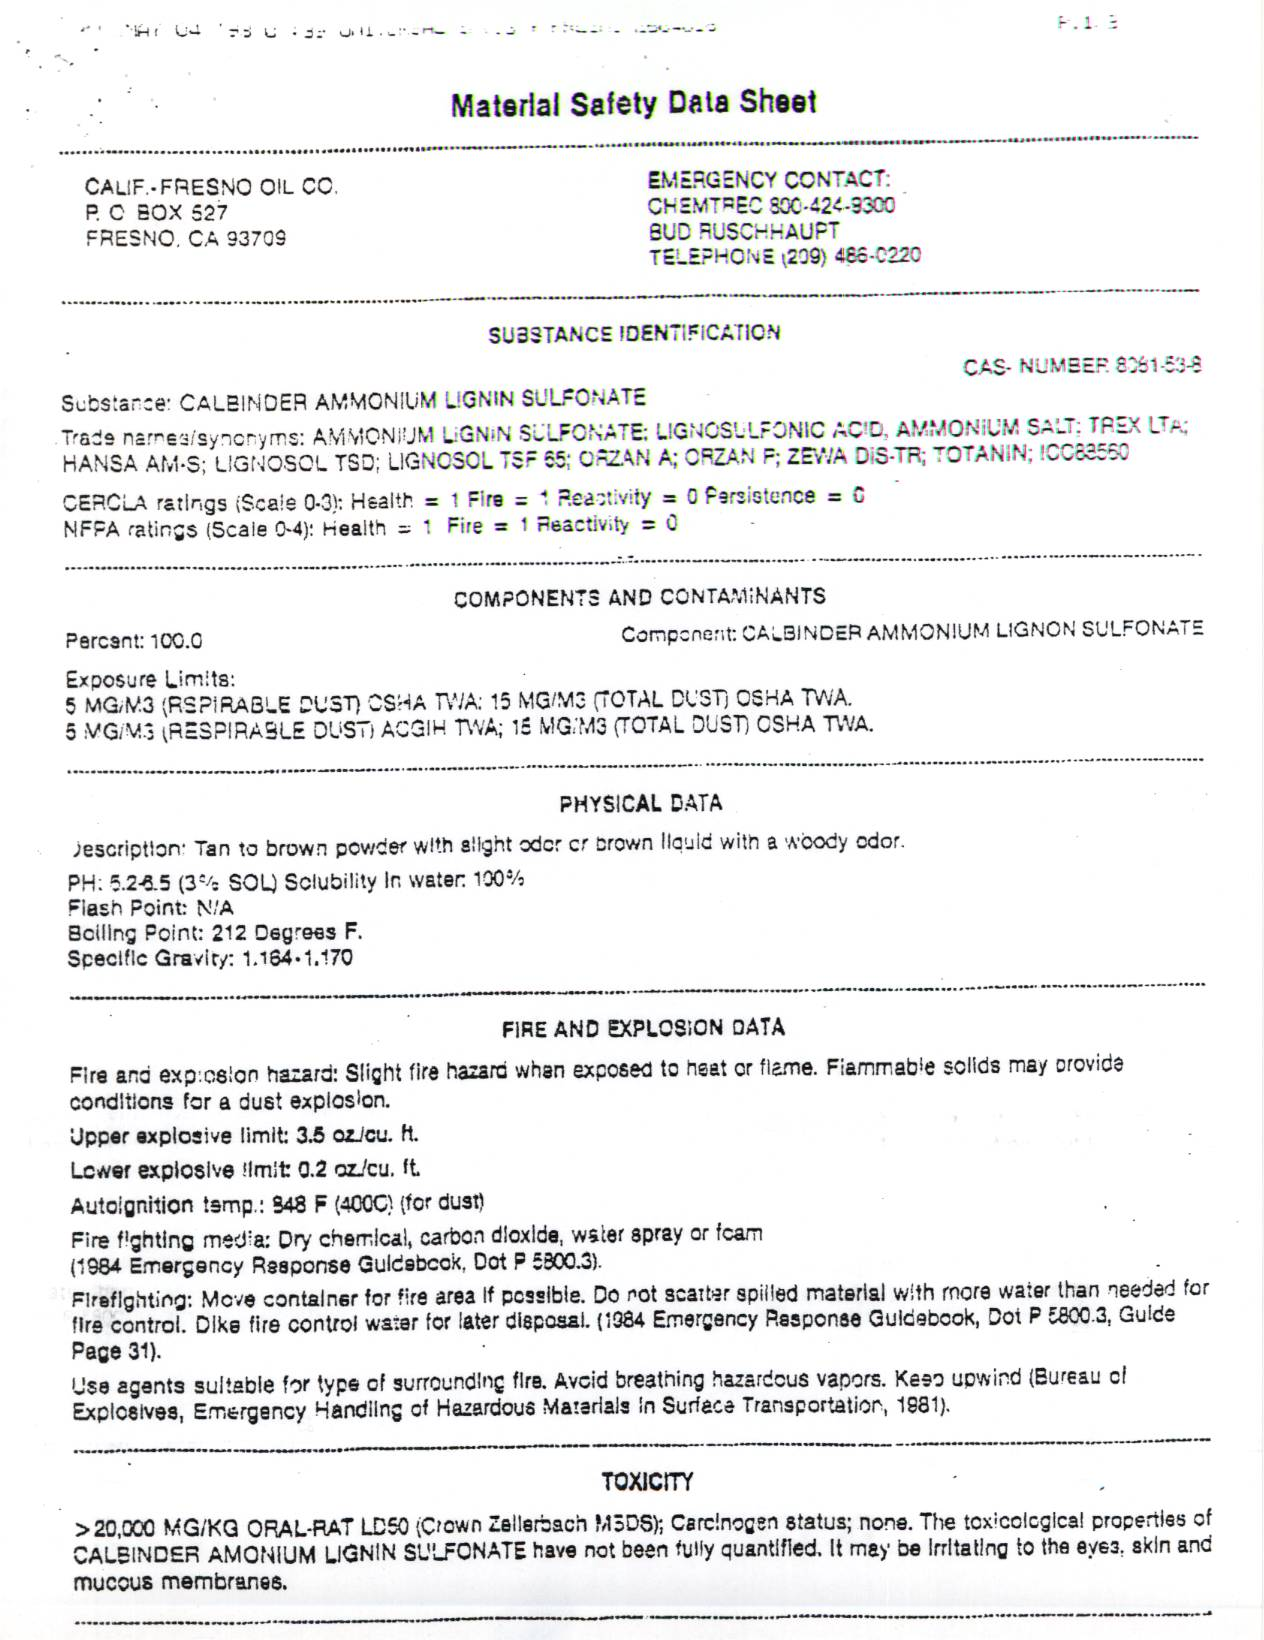 Material Safety Data Sheet
CALIF.-FRESNO OIL CO.
P. O BOX 527
FRESNO, CA 93709
EMERGENCY CONTACT:
CHEMTREC 800-424-9300
BUD RUSCHHAUPT
TELEPHONE (209) 486-0220
SUBSTANCE IDENTIFICATION
CAS- NUMBER 8061-53-8
Substance: CALBINDER AMMONIUM LIGNIN SULFONATE
Trade names/synonyms: AMMONIUM LIGNIN SULFONATE; LIGNOSULFONIC ACID, AMMONIUM SALT; TREX LTA;
HANSA AM-S; LIGNOSOL TSD; LIGNOSOL TSF 65; ORZAN A; ORZAN P; ZEWA DIS-TR; TOTANIN;
CERCLA ratings (Scale 0-3): Health = 1 Fire = 1 Reactivity = 0 Persistence = 0
NFPA ratings (Scale 0-4): Health = 1 Fire = 1 Reactivity = 0
COMPONENTS AND CONTAMINANTS
Percent: 100.0
Component: CALBINDER AMMONIUM LIGNON SULFONATE
Exposure Limits:
5 MG/M3 (RSPIRABLE DUST) OSHA TWA; 15 MG/M3 (TOTAL DUST) OSHA TWA.
5 MG/M3 (RESPIRABLE DUST) ACGIH TWA; 15 MG/M3 (TOTAL DUST) OSHA TWA.
PHYSICAL DATA
Description: Tan to brown powder with slight odor or brown liquid with a woody odor.
PH: 5.2-6.5 (3% SOL) Solubility in water: 100%
Flash Point: N/A
Boiling Point: 212 Degrees F.
Specific Gravity: 1.164-1.170
FIRE AND EXPLOSION DATA
Fire and explosion hazard: Slight fire hazard when exposed to heat or flame. Flammable solids may provide
conditions for a dust explosion.
Upper explosive limit: 3.5 oz/cu. ft.
Lower explosive limit: 0.2 oz/cu. ft.
Autoignition temp.: 948 F (400C) (for dust)
Fire fighting media: Dry chemical, carbon dioxide, water spray or foam
(1984 Emergency Response Guidebook, Dot P 5800.3).
Firefighting: Move container for fire area if possible. Do not scatter spilled material with more water than needed for
fire control. Dike fire control water for later disposal. (1984 Emergency Response Guidebook, Dot P 5800.3, Guide
Page 31).
Use agents suitable for type of surrounding fire. Avoid breathing hazardous vapors. Keep upwind (Bureau of
Explosives, Emergency Handling of Hazardous Materials in Surface Transportation, 1981).
TOXICITY
>20,000 MG/KG ORAL-RAT LD50 (Crown Zellerbach MSDS); Carcinogen status; none. The toxicological properties of
CALBINDER AMONIUM LIGNIN SULFONATE have not been fully quantified. It may be irritating to the eyes, skin and
mucous membranes.